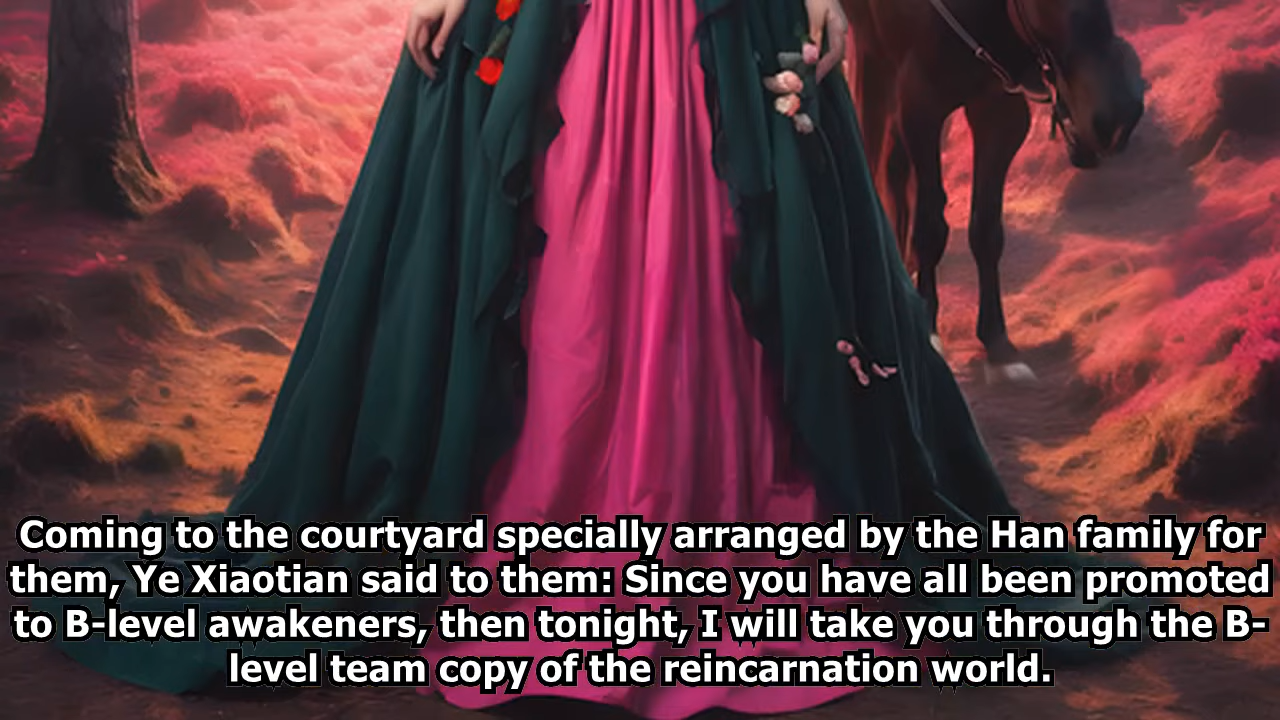 Coming to the courtyard specially arranged by the Han family for
them, Ye Xiaotian said to them: Since you have all been promoted
to B-level awakeners, then tonight, I will take you through the B-
level team copy of the reincarnation world.